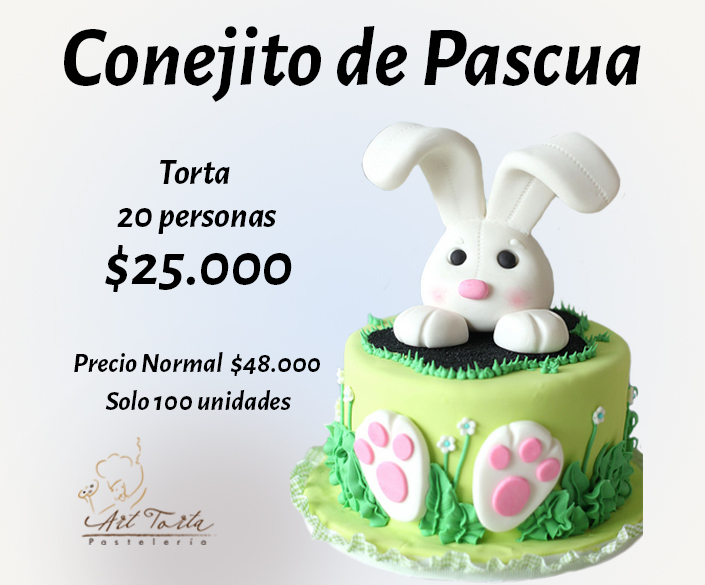 Conejito de Pascua
Torta
20 personas
$25.000
Precio Normal $48.000
Solo 100 unidades
Art Torta
Pastelería